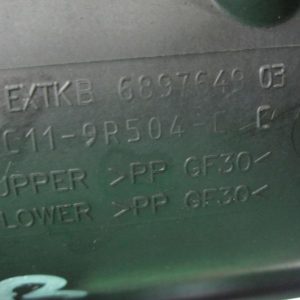 EXTKB 6897649 03
C11-9R504-C
UPPER >PP GF30<
LOWER >PP GF30<